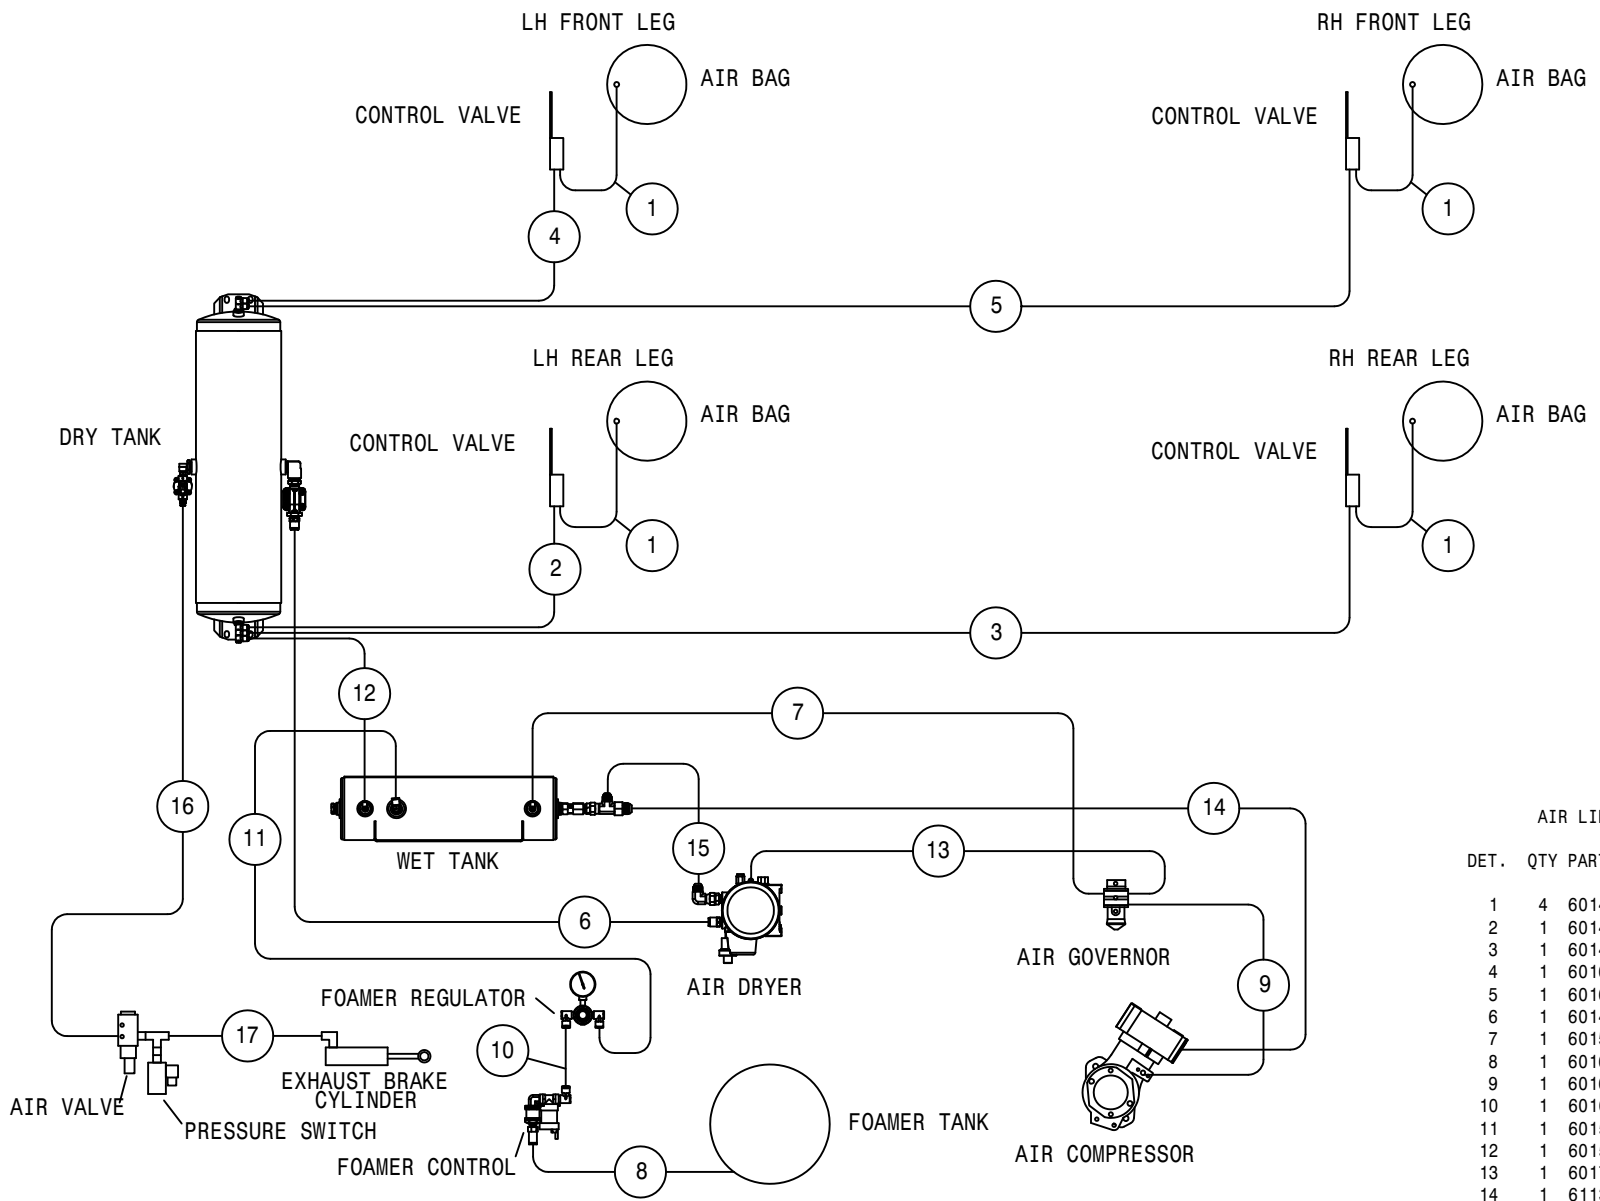 LH FRONT LEG
RH FRONT LEG
AIR BAG
AIR BAG
CONTROL VALVE
CONTROL VALVE
1
1
4
5
LH REAR LEG
RH REAR LEG
AIR BAG
AIR BAG
DRY TANK
CONTROL VALVE
CONTROL VALVE
1
1
2
3
12
7
16
14
11
15
13
WET TANK
6
AIR GOVERNOR
AIR DRYER
9
FOAMER REGULATOR
17
10
EXHAUST BRAKE
CYLINDER
AIR VALVE
PRESSURE SWITCH
FOAMER TANK
FOAMER CONTROL
8
AIR COMPRESSOR
AIR
DET. QTY
1 4
2 1
3 1
4 1
5 1
6 1
7 1
8 1
9 1
10 1
11 1
12 1
13 1
14 1